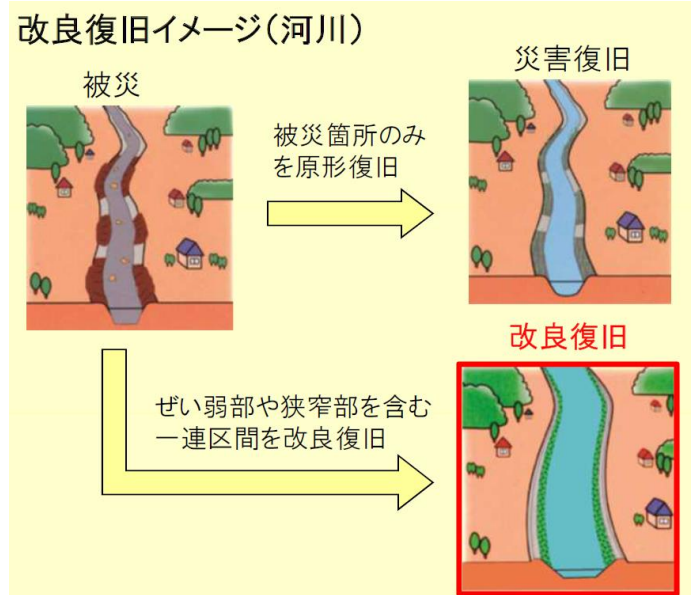 改良復旧イメージ(河川)
被災
災害復旧
被災箇所のみ
を原形復旧
改良復旧
ぜい弱部や狭窄部を含む
一連区間を改良復旧